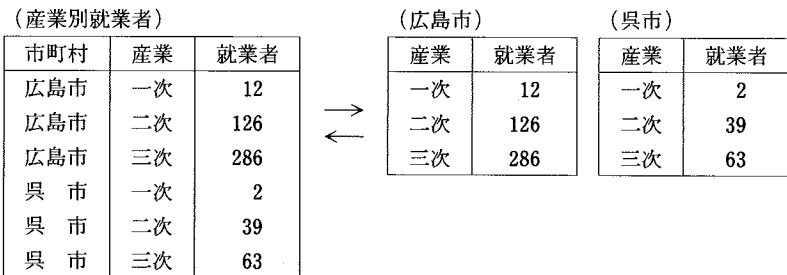 （産業別就業者）
市町村 産業 就業者
広島市 一次 12
広島市 二次 126
広島市 三次 286
呉　市 一次 2
呉　市 二次 39
呉　市 三次 63
→
←
（広島市）
産業 就業者
一次 12
二次 126
三次 286
（呉市）
産業 就業者
一次 2
二次 39
三次 63